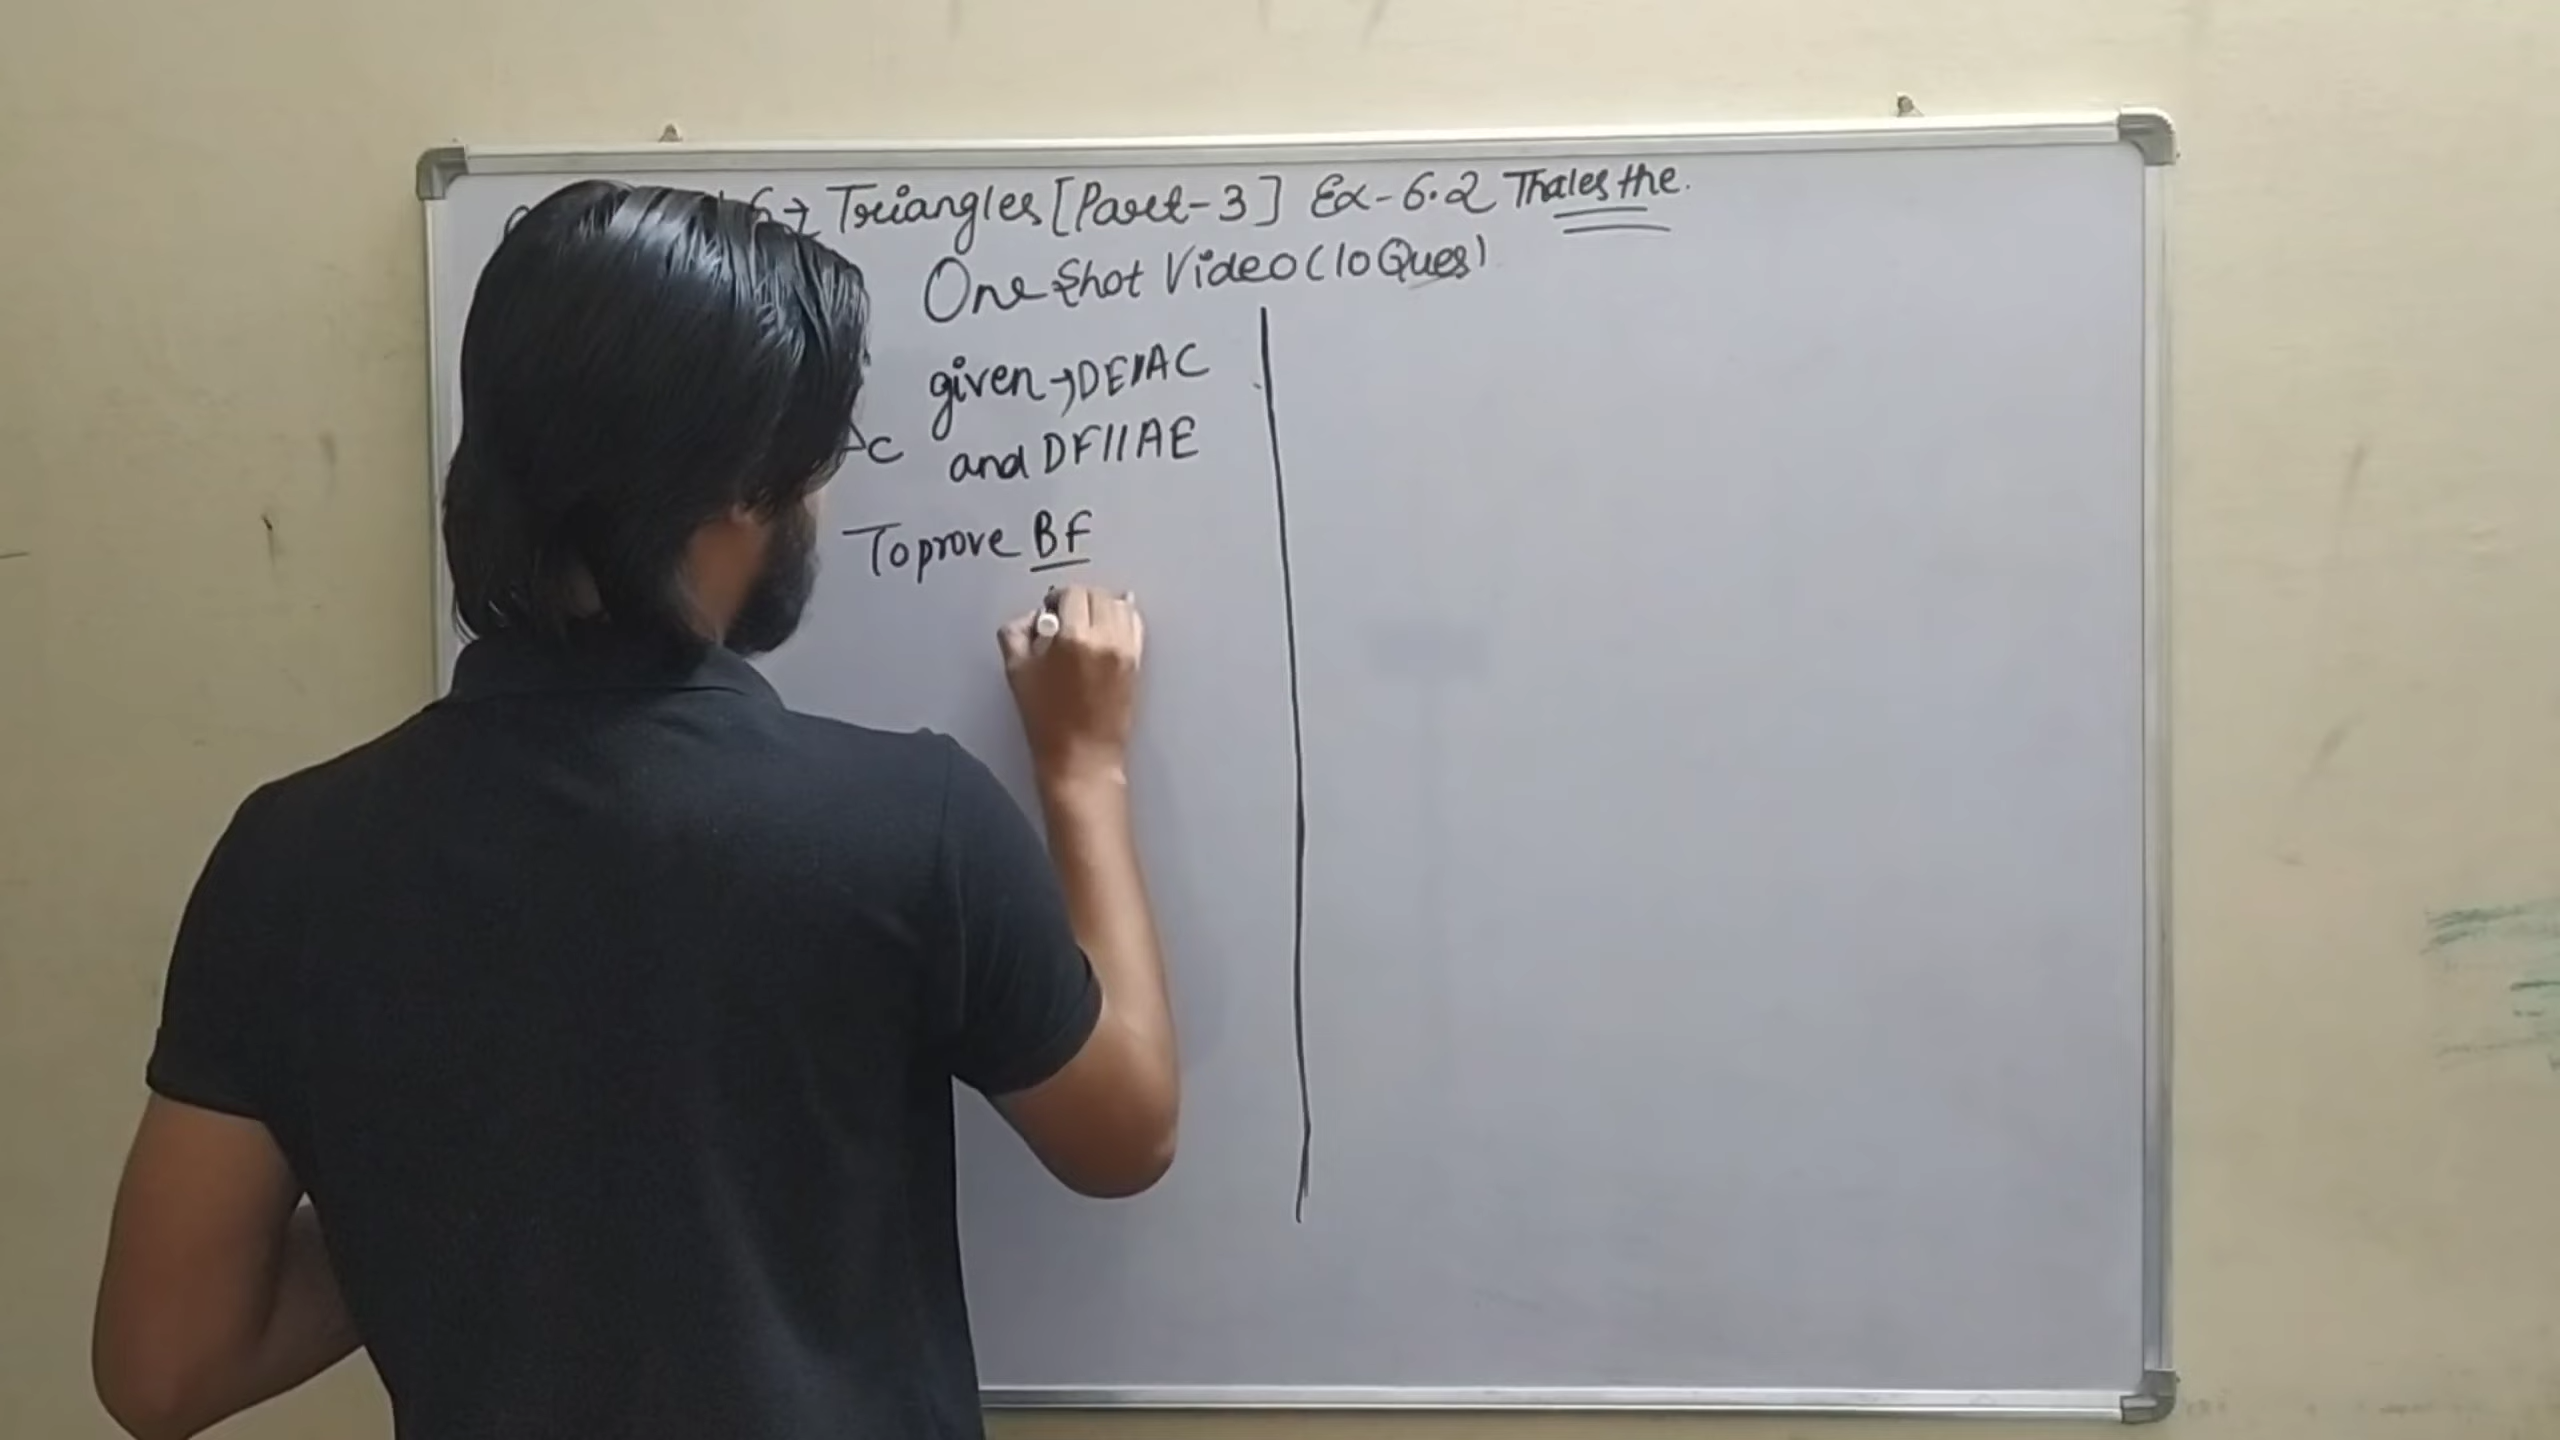 6 → Triangles [Part-3] Ex-6.2 Thales the.
One Shot Video (10 Ques)
given → DE||AC
C and DF||AE
To prove BF